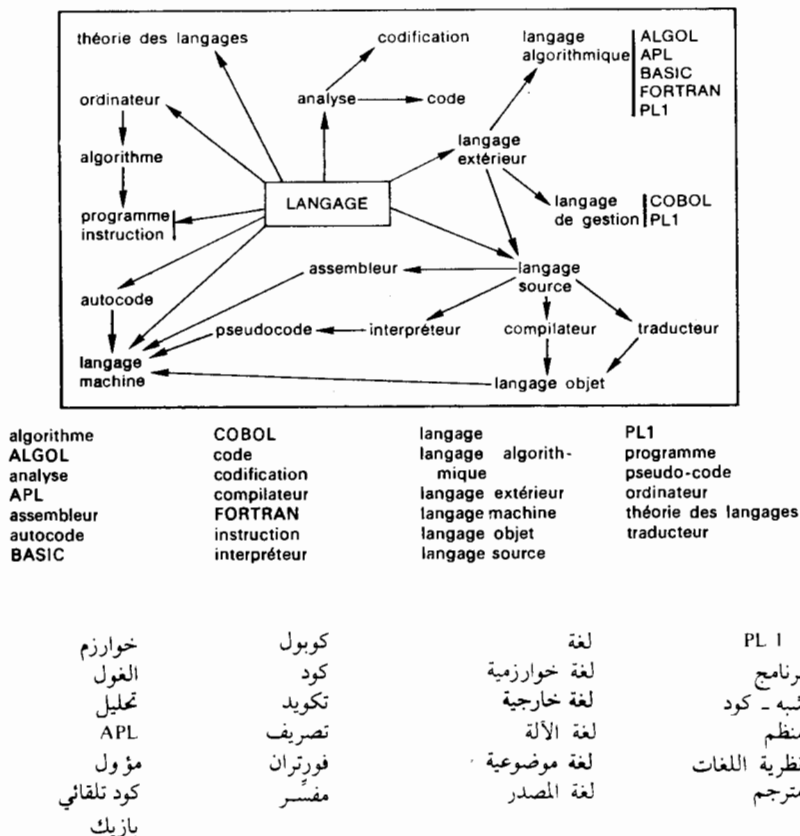 théorie des langages
codification
langage
algorithmique
ALGOL
APL
BASIC
FORTRAN
PL1
ordinateur
analyse
code
algorithme
langage
extérieur
programme
instruction
LANGAGE
langage
de gestion
COBOL
PL1
assembleur
langage
source
autocode
pseudocode
interpréteur
compilateur
traducteur
langage
machine
langage objet
algorithme
ALGOL
analyse
APL
assembleur
autocode
BASIC
COBOL
code
codification
compilateur
FORTRAN
instruction
interpréteur
langage
langage algorith-
mique
langage extérieur
langage machine
langage objet
langage source
PL1
programme
pseudo-code
ordinateur
théorie des langages
traducteur
خوارزم
الغول
تحليل
APL
مؤول
كود تلقائي
بازيك
كوبول
كود
تكويد
تصريف
فورتران
مفسِّر
لغة
لغة خوارزمية
لغة خارجية
لغة الآلة
لغة موضوعية
لغة المصدر
PL 1
برنامج
شبه - كود
منظم
نظرية اللغات
مترجم